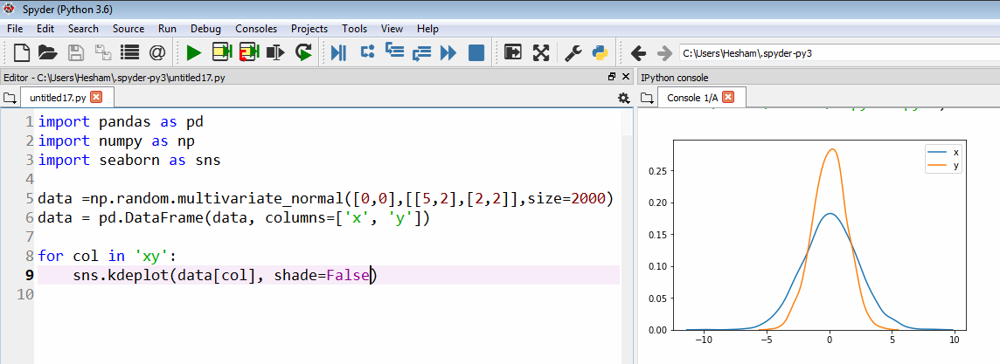 Spyder (Python 3.6)
File Edit Search Source Run Debug Consoles Projects Tools View Help
C:\Users\Hesham\.spyder-py3
Editor - C:\Users\Hesham\.spyder-py3\untitled17.py
IPython console
untitled17.py
Console 1/A
1 import pandas as pd
2 import numpy as np
3 import seaborn as sns
4
5 data =np.random.multivariate_normal([0,0],[[5,2],[2,2]],size=2000)
6 data = pd.DataFrame(data, columns=['x', 'y'])
7
8 for col in 'xy':
9 sns.kdeplot(data[col], shade=False)
10
x
y
0.25
0.20
0.15
0.10
0.05
0.00
−10 −5 0 5 10